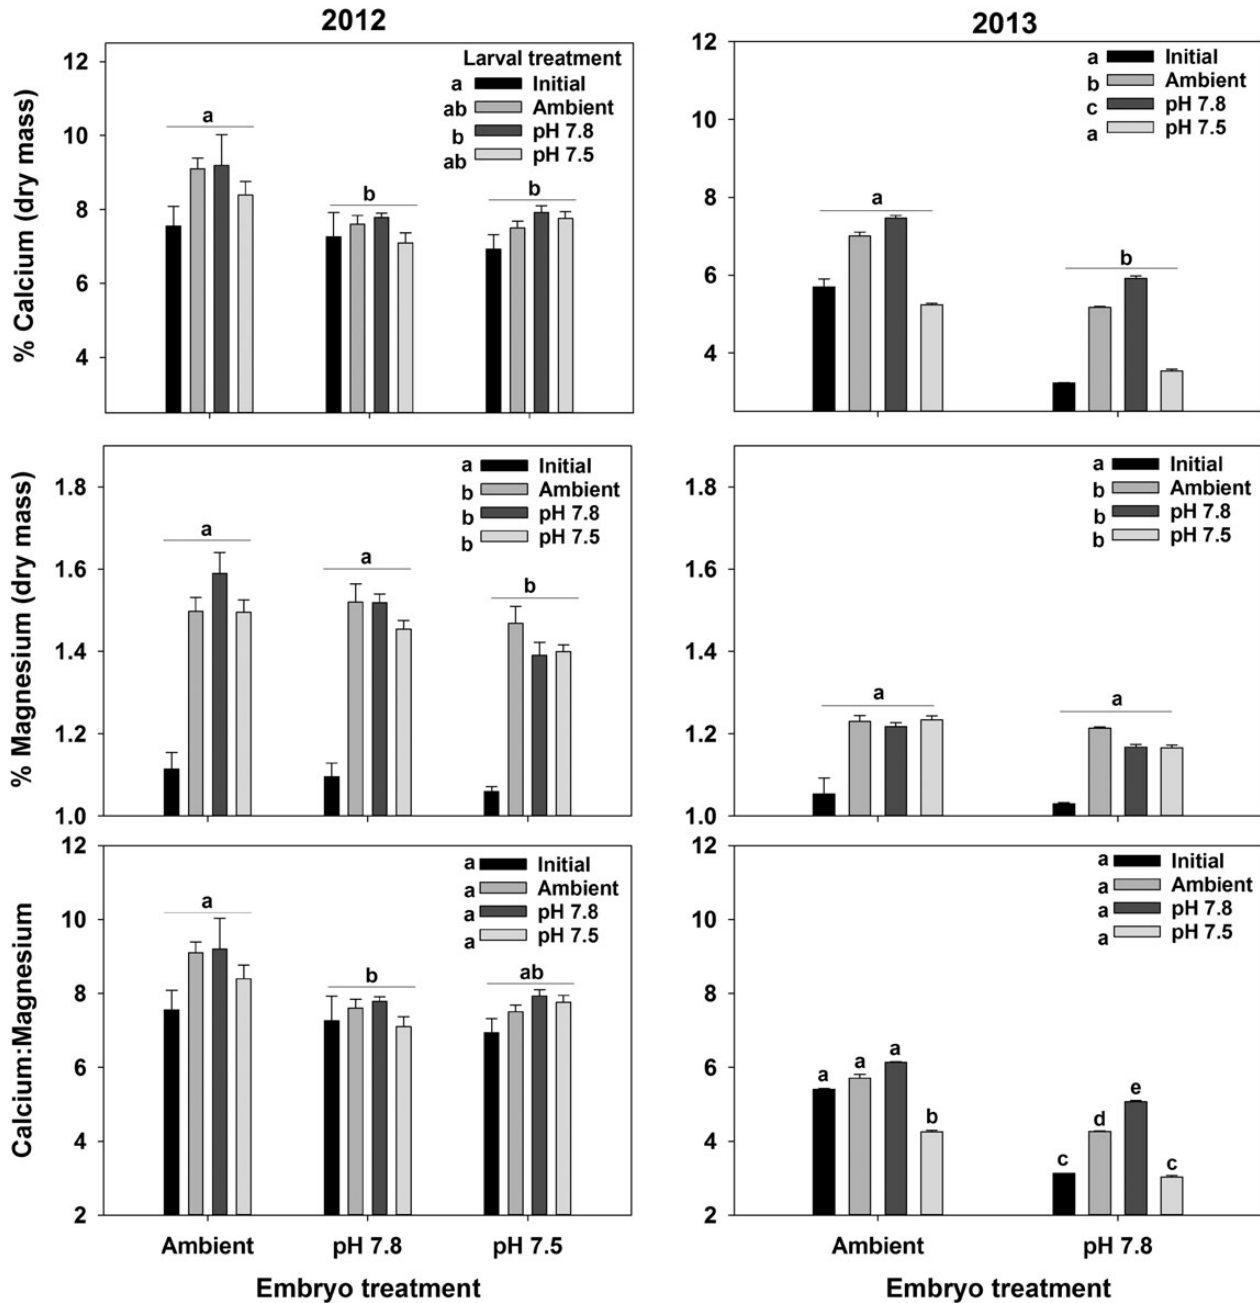 2012
% Calcium (dry mass)
12
10
8
6
4
Larval treatment
a Initial
ab Ambient
b pH 7.8
ab pH 7.5
a
b
b
2013
12
10
8
6
4
a Initial
b Ambient
c pH 7.8
a pH 7.5
a
b
% Magnesium (dry mass)
1.8
1.6
1.4
1.2
1.0
a Initial
b Ambient
b pH 7.8
b pH 7.5
a
a
b
1.8
1.6
1.4
1.2
1.0
a Initial
b Ambient
b pH 7.8
b pH 7.5
a
a
Calcium:Magnesium
12
10
8
6
4
2
a Initial
a Ambient
a pH 7.8
a pH 7.5
a
b
ab
Ambient pH 7.8 pH 7.5
Embryo treatment
12
10
8
6
4
2
a Initial
a Ambient
a pH 7.8
a pH 7.5
a a a b
c d e c
Ambient pH 7.8
Embryo treatment